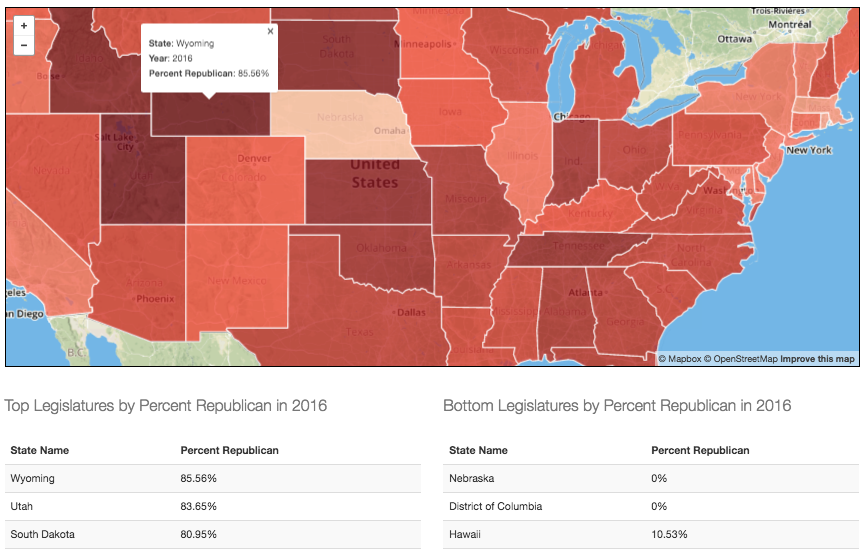 Trois-Rivières
Montréal
Ottawa
+
−
×
State: Wyoming
Year: 2016
Percent Republican: 85.56%
South
Dakota
Minneapolis
Wisconsin
Idaho
Boise
Nebraska
Omaha
Iowa
Chicago
New York
Salt Lake
City
Denver
Colorado
United
States
Illinois
Ind.
Ohio
Pennsylvania
New York
Nevada
Missouri
Kentucky
Washington
Virginia
Oklahoma
Tennessee
North
Carolina
Arizona
Phoenix
New Mexico
Arkansas
Atlanta
S.C.
Mississippi
Alabama
Georgia
Dallas
Texas
Louisiana
geles
an Diego
B.C.
© Mapbox © OpenStreetMap Improve this map
Top Legislatures by Percent Republican in 2016
State Name Percent Republican
Wyoming 85.56%
Utah 83.65%
South Dakota 80.95%
Bottom Legislatures by Percent Republican in 2016
State Name Percent Republican
Nebraska 0%
District of Columbia 0%
Hawaii 10.53%